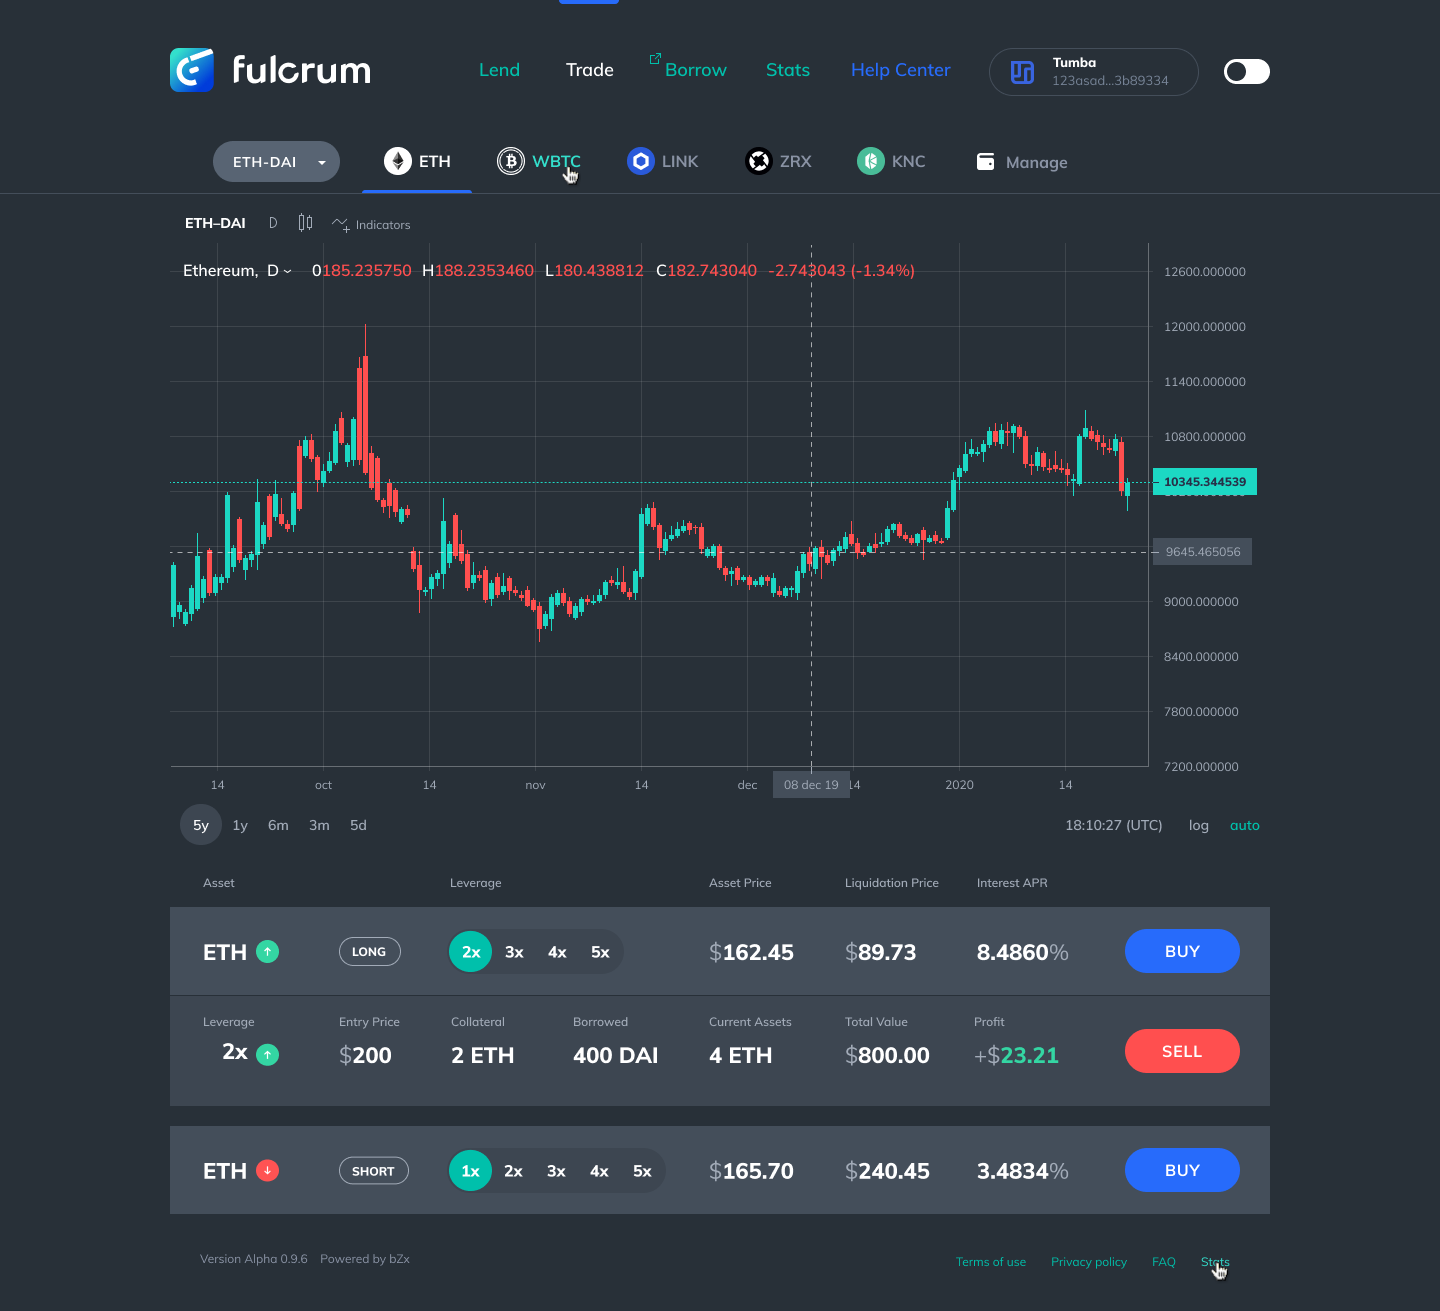 fulcrum
Lend Trade Borrow Stats Help Center
Tumba
123asad...3b89334
ETH-DAI ETH WBTC LINK ZRX KNC Manage
ETH–DAI D Indicators
Ethereum, D 0185.235750 H188.2353460 L180.438812 C182.743040 -2.743043 (-1.34%)
12600.000000
12000.000000
11400.000000
10800.000000
10345.344539
9645.465056
9000.000000
8400.000000
7800.000000
7200.000000
14 oct 14 nov 14 dec 08 dec 19 14 2020 14
5y 1y 6m 3m 5d 18:10:27 (UTC) log auto
Asset Leverage Asset Price Liquidation Price Interest APR
ETH LONG 2x 3x 4x 5x $162.45 $89.73 8.4860% BUY
Leverage Entry Price Collateral Borrowed Current Assets Total Value Profit
2x $200 2 ETH 400 DAI 4 ETH $800.00 +$23.21 SELL
ETH SHORT 1x 2x 3x 4x 5x $165.70 $240.45 3.4834% BUY
Version Alpha 0.9.6 Powered by bZx
Terms of use Privacy policy FAQ Stats